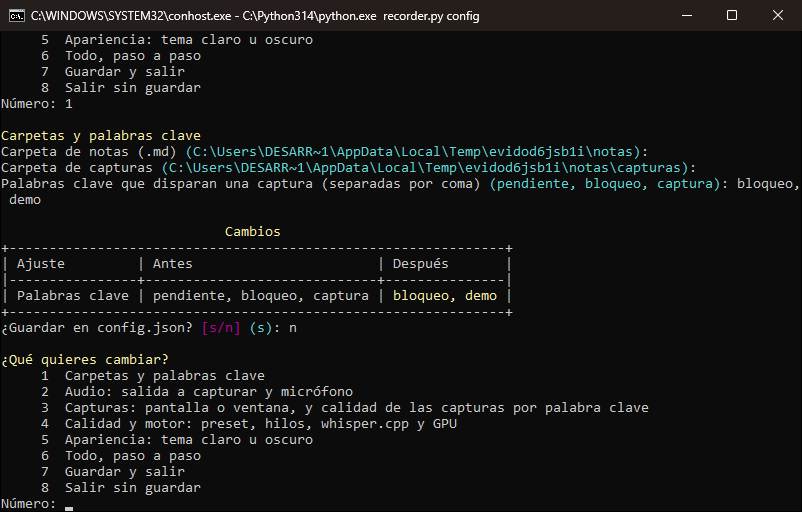 C:\WINDOWS\SYSTEM32\conhost.exe - C:\Python314\python.exe  recorder.py config
5  Apariencia: tema claro u oscuro
6  Todo, paso a paso
7  Guardar y salir
8  Salir sin guardar
Número: 1
Carpetas y palabras clave
Carpeta de notas (.md) (C:\Users\DESARR~1\AppData\Local\Temp\evidod6jsb1i\notas):
Carpeta de capturas (C:\Users\DESARR~1\AppData\Local\Temp\evidod6jsb1i\notas\capturas):
Palabras clave que disparan una captura (separadas por coma) (pendiente, bloqueo, captura): bloqueo,
demo
Cambios
+-------------------------------------------------------------+
| Ajuste         | Antes                       | Después      |
|----------------+-----------------------------+--------------|
| Palabras clave | pendiente, bloqueo, captura | bloqueo, demo |
+-------------------------------------------------------------+
¿Guardar en config.json? [s/n] (s): n
¿Qué quieres cambiar?
1  Carpetas y palabras clave
2  Audio: salida a capturar y micrófono
3  Capturas: pantalla o ventana, y calidad de las capturas por palabra clave
4  Calidad y motor: preset, hilos, whisper.cpp y GPU
5  Apariencia: tema claro u oscuro
6  Todo, paso a paso
7  Guardar y salir
8  Salir sin guardar
Número: